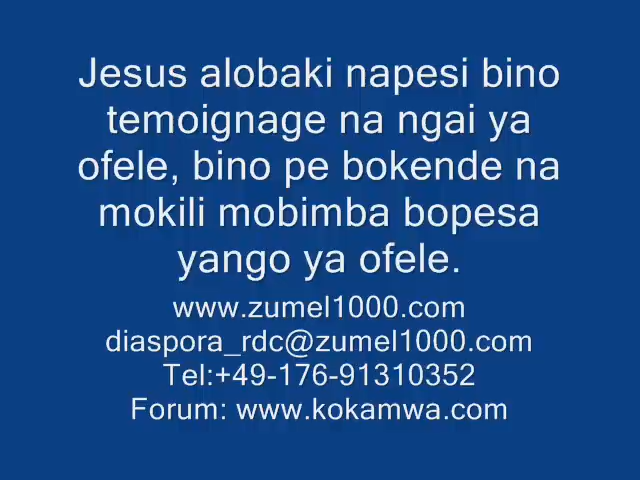 Jesus alobaki napesi bino
temoignage na ngai ya
ofele, bino pe bokende na
mokili mobimba bopesa
yango ya ofele.
www.zumel1000.com
diaspora_rdc@zumel1000.com
Tel:+49-176-91310352
Forum: www.kokamwa.com